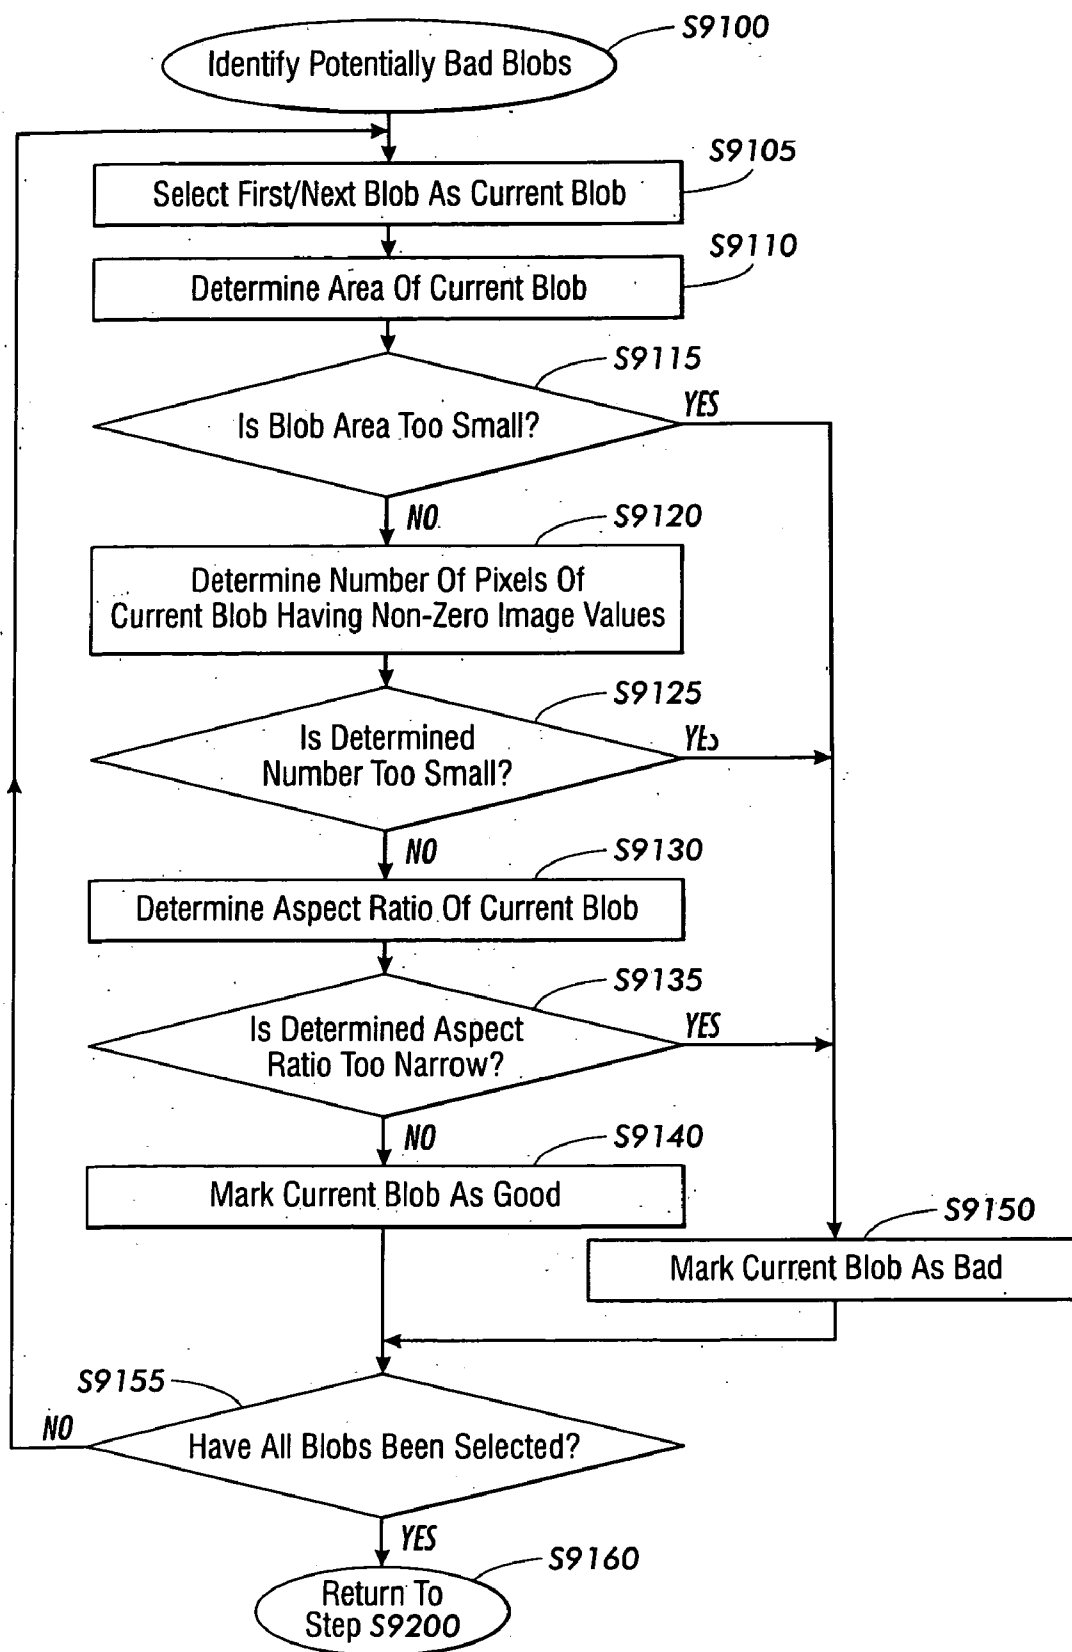 S9100
Identify Potentially Bad Blobs
S9105
Select First/Next Blob As Current Blob
S9110
Determine Area Of Current Blob
S9115
Is Blob Area Too Small?
YES
NO
S9120
Determine Number Of Pixels Of
Current Blob Having Non-Zero Image Values
S9125
Is Determined
Number Too Small?
YES
NO
S9130
Determine Aspect Ratio Of Current Blob
S9135
Is Determined Aspect
Ratio Too Narrow?
YES
NO
S9140
Mark Current Blob As Good
S9150
Mark Current Blob As Bad
S9155
NO
Have All Blobs Been Selected?
YES
S9160
Return To
Step S9200